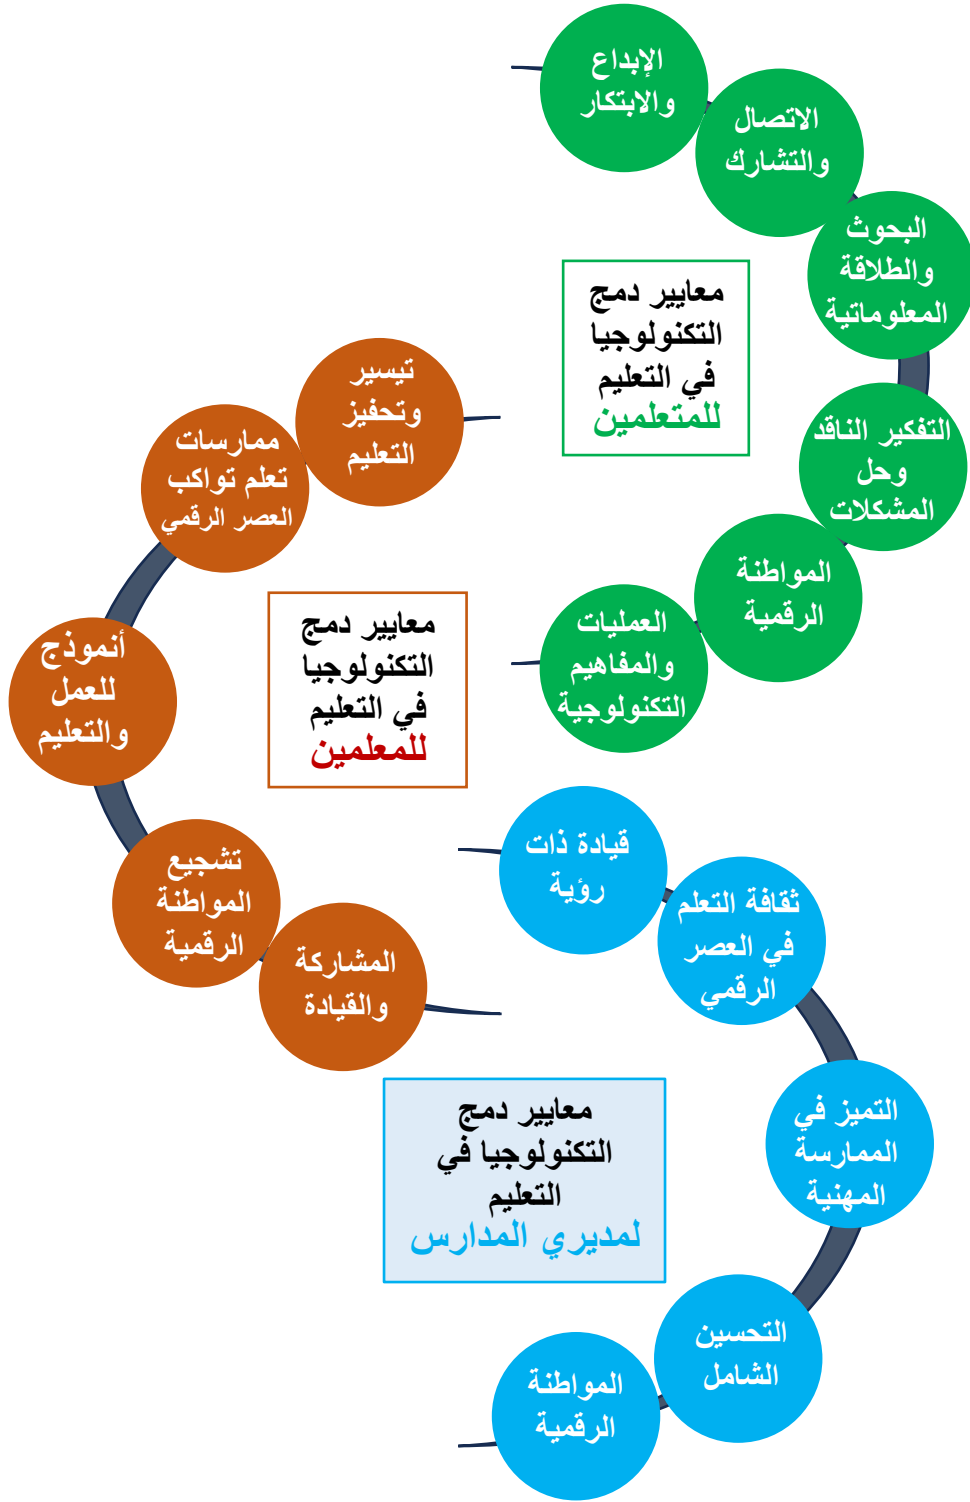 الإبداع
والابتكار
الاتصال
والتشارك
البحوث
والطلاقة
المعلوماتية
التفكير الناقد
وحل
المشكلات
المواطنة
الرقمية
العمليات
والمفاهيم
التكنولوجية
معايير دمج
التكنولوجيا
في التعليم
للمتعلمين
تيسير
وتحفيز
التعليم
ممارسات
تعلم تواكب
العصر الرقمي
أنموذج
للعمل
والتعليم
تشجيع
المواطنة
الرقمية
المشاركة
والقيادة
معايير دمج
التكنولوجيا
في التعليم
للمعلمين
قيادة ذات
رؤية
ثقافة التعلم
في العصر
الرقمي
التميز في
الممارسة
المهنية
التحسين
الشامل
المواطنة
الرقمية
معايير دمج
التكنولوجيا في
التعليم
لمديري المدارس